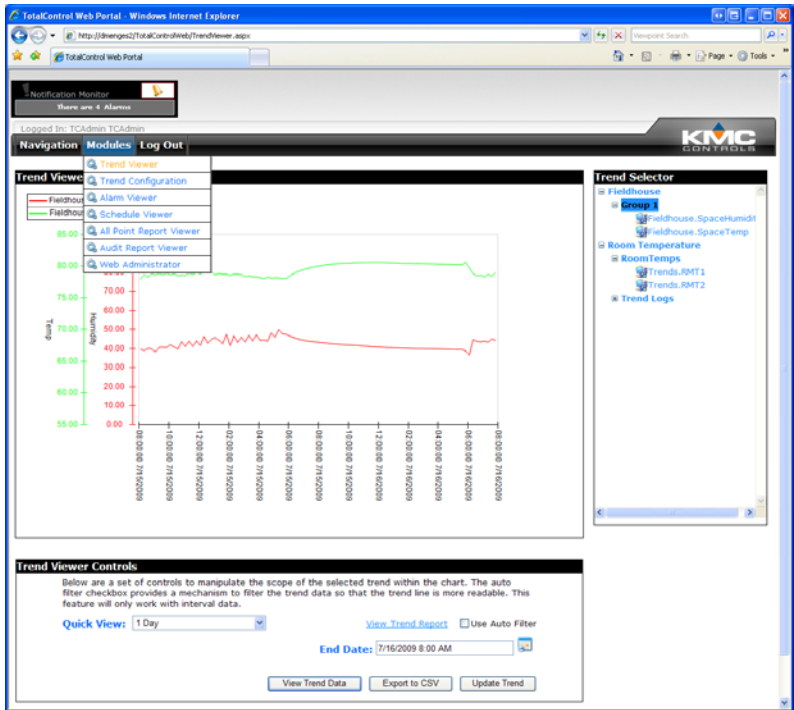 TotalControl Web Portal - Windows Internet Explorer
http://dmenges2/TotalControlWeb/TrendViewer.aspx
Viewpoint Search
TotalControl Web Portal
Page
Tools
Notification Monitor
There are 4 Alarms
Logged In: TCAdmin TCAdmin
KMC
CONTROLS
Navigation Modules Log Out
Trend Viewer
Trend Configuration
Alarm Viewer
Schedule Viewer
All Point Report Viewer
Audit Report Viewer
Web Administrator
Trend Viewe
Fieldhou
Fieldhou
85.00
80.00
75.00
70.00
65.00
60.00
55.00
Temp
70.00
60.00
50.00
40.00
30.00
20.00
10.00
0.00
Humidity
08:00:00 7/15/2009
10:00:00 7/15/2009
12:00:00 7/15/2009
02:00:00 7/15/2009
04:00:00 7/15/2009
06:00:00 7/15/2009
08:00:00 7/15/2009
10:00:00 7/15/2009
12:00:00 7/16/2009
02:00:00 7/16/2009
04:00:00 7/16/2009
06:00:00 7/16/2009
08:00:00 7/16/2009
Trend Selector
Fieldhouse
Group 1
Fieldhouse.SpaceHumidit
Fieldhouse.SpaceTemp
Room Temperature
RoomTemps
Trends.RMT1
Trends.RMT2
Trend Logs
Trend Viewer Controls
Below are a set of controls to manipulate the scope of the selected trend within the chart. The auto
filter checkbox provides a mechanism to filter the trend data so that the trend line is more readable. This
feature will only work with interval data.
Quick View: 1 Day
View Trend Report Use Auto Filter
End Date: 7/16/2009 8:00 AM
View Trend Data Export to CSV Update Trend